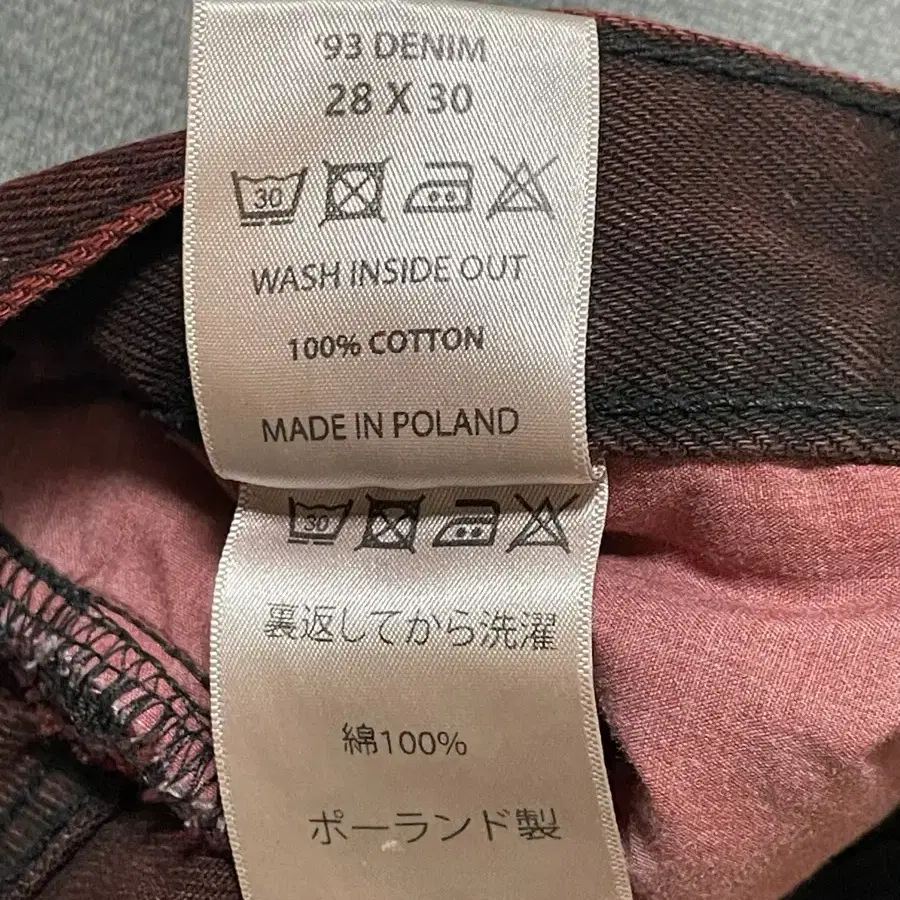 '93 DENIM
28 X 30
30
WASH INSIDE OUT
100% COTTON
MADE IN POLAND
30
裏返してから洗濯
綿100%
ポーランド製